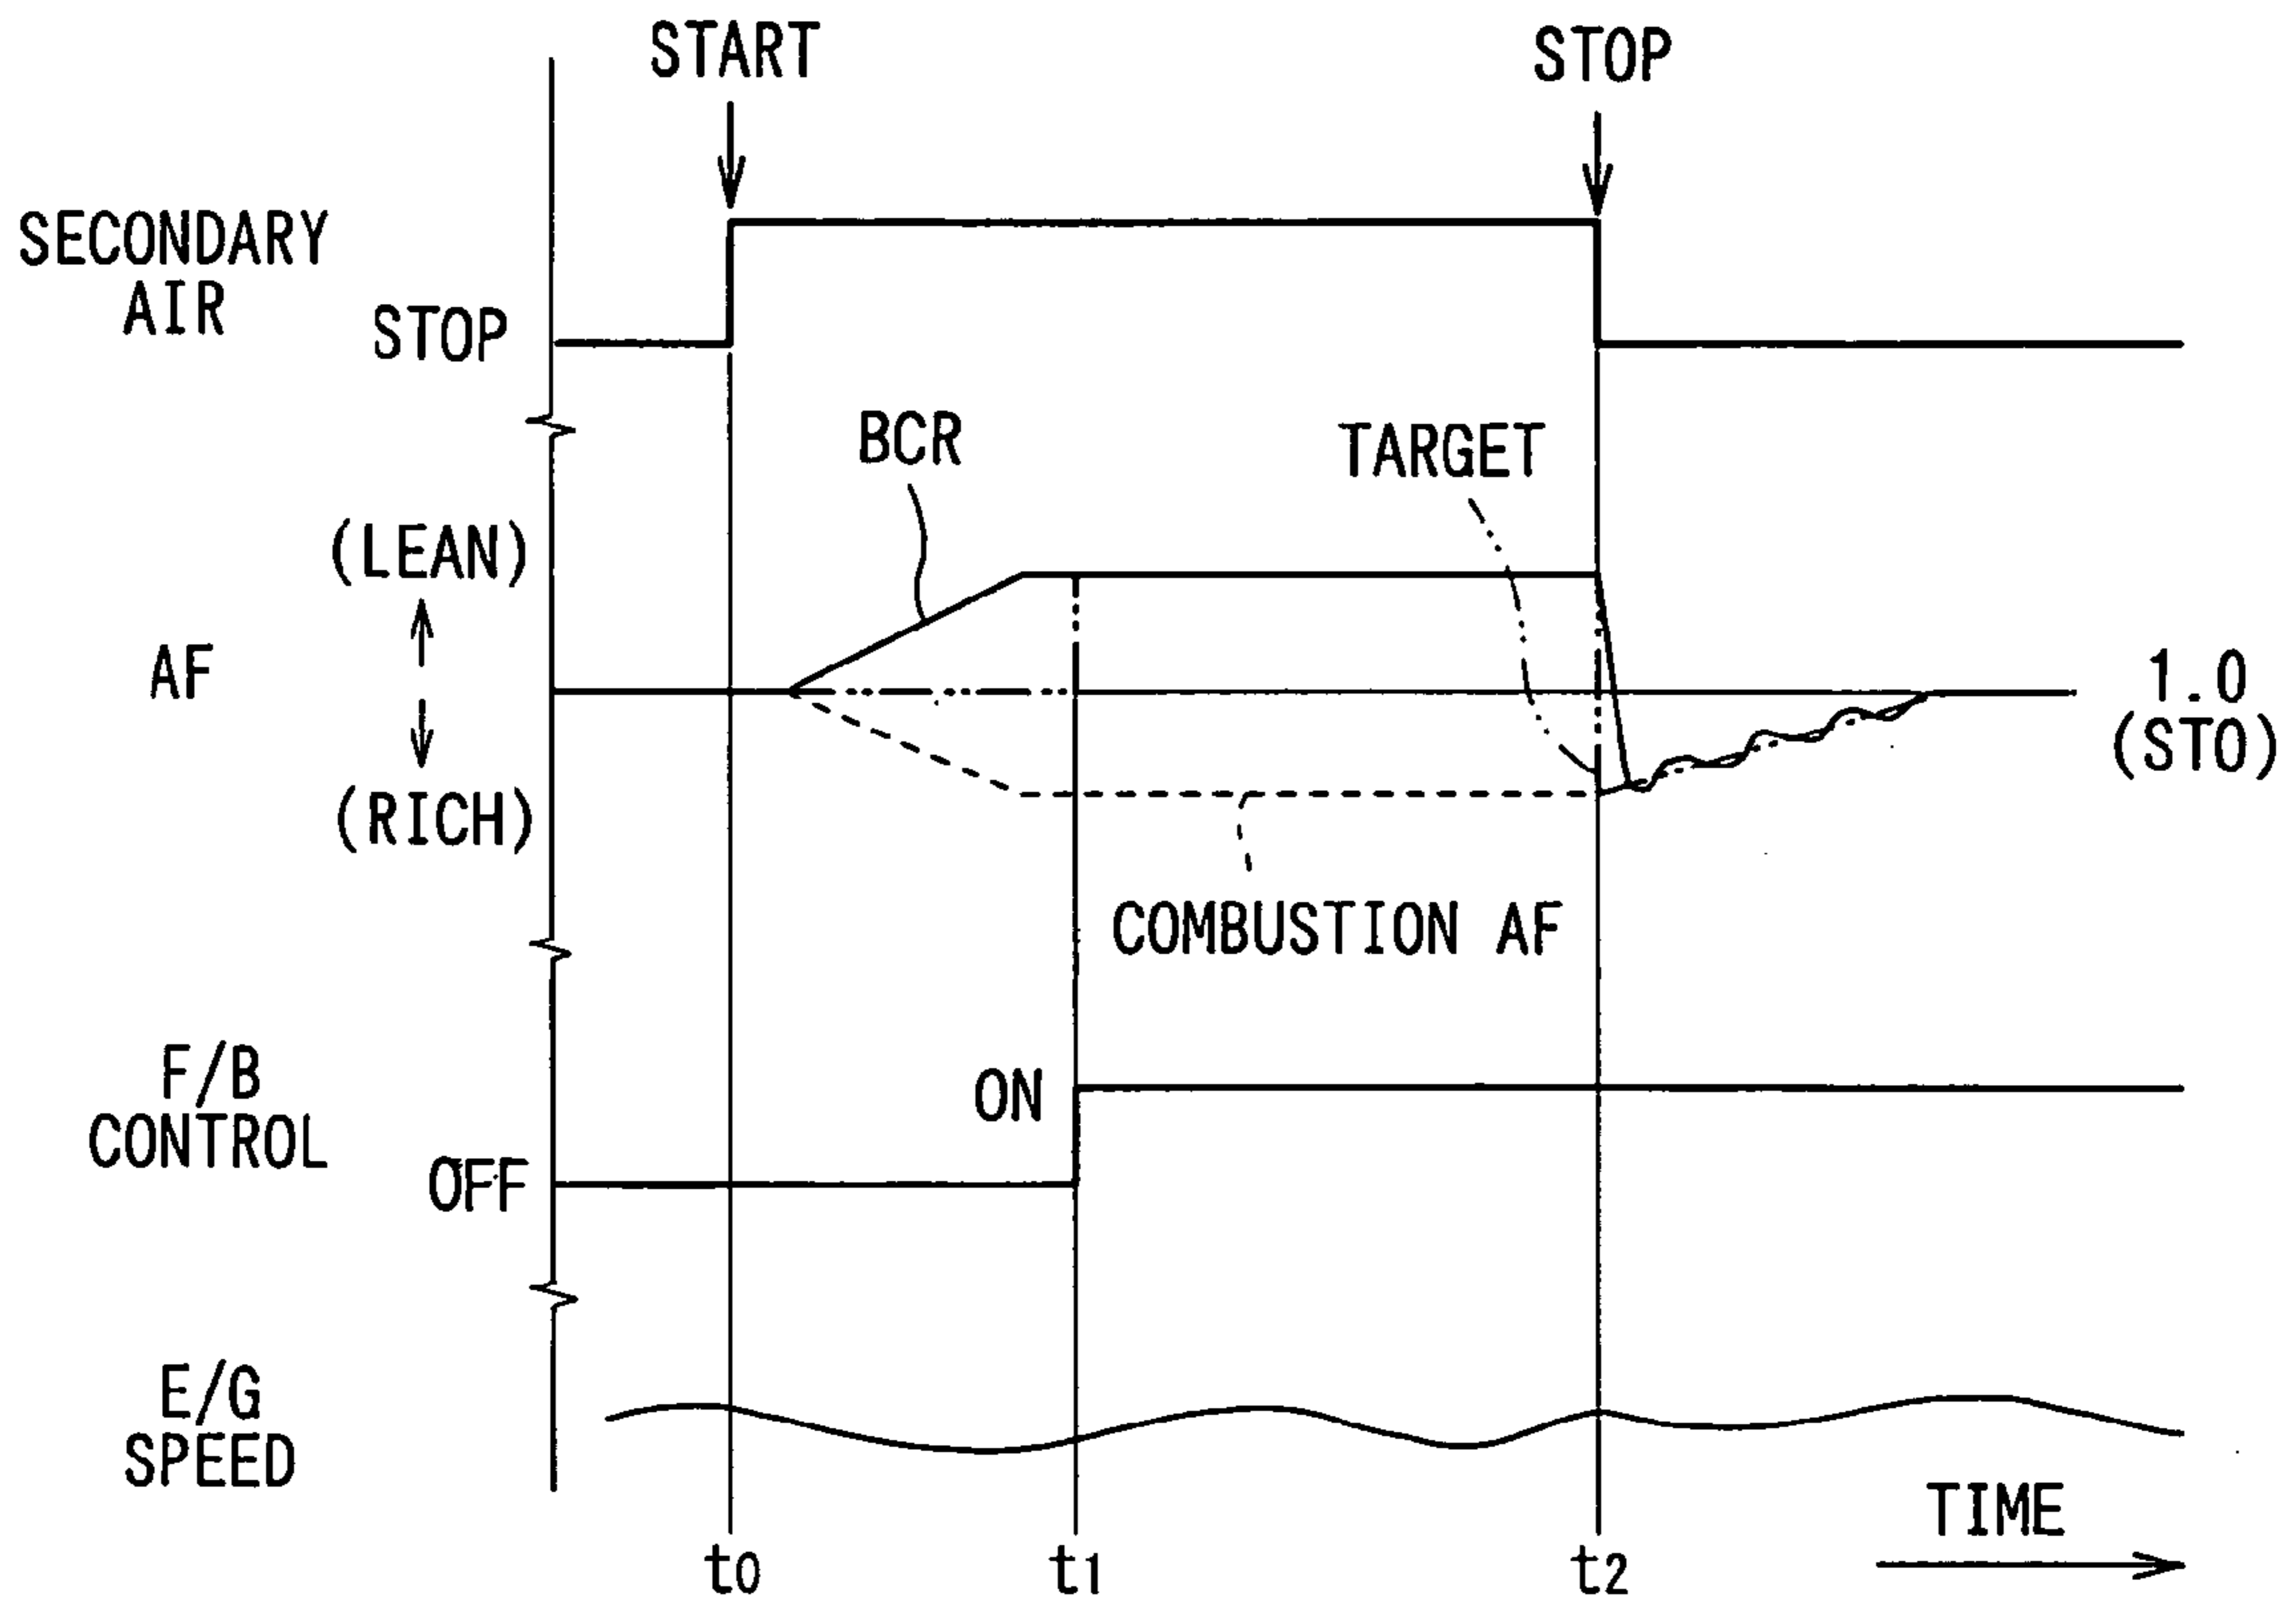 START
STOP
SECONDARY
AIR
STOP
BCR
TARGET
(LEAN)
AF
1.0
(STO)
(RICH)
COMBUSTION AF
F/B
CONTROL
ON
OFF
E/G
SPEED
TIME
t0
t1
t2